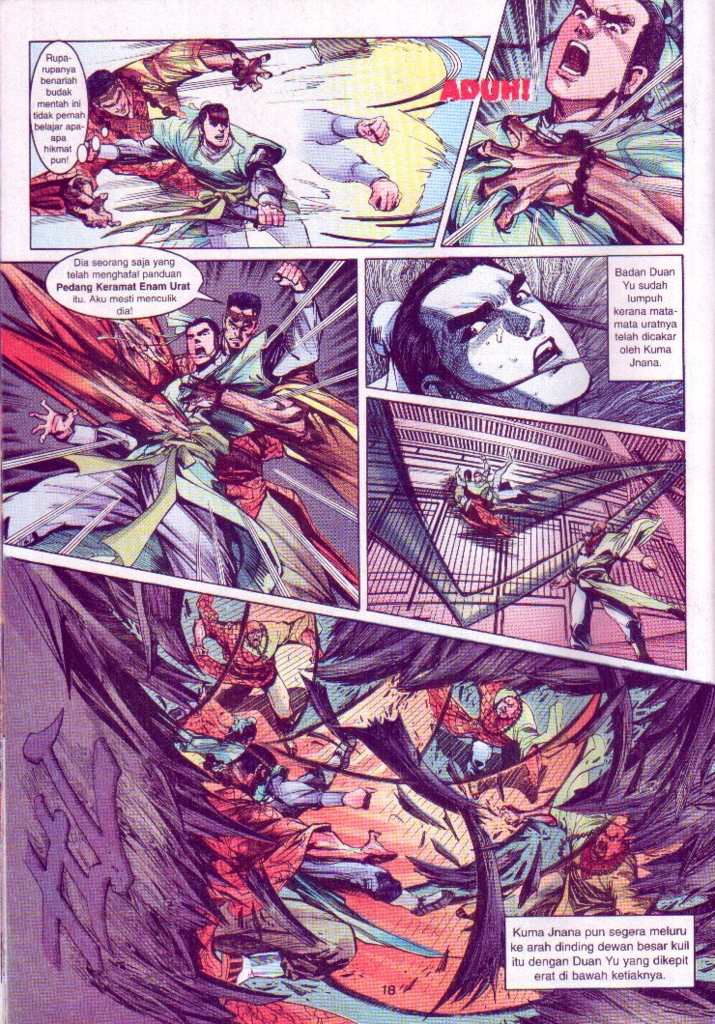 Rupa-
rupanya
benarlah
budak
mentah ini
tidak pernah
belajar apa-
apa
hikmat
pun!
ADUH!
Dia seorang saja yang
telah menghafal panduan
Pedang Keramat Enam Urat
itu. Aku mesti menculik
dia!
Badan Duan
Yu sudah
lumpuh
kerana mata-
mata uratnya
telah dicakar
oleh Kuma
Jnana.
Kuma Jnana pun segera meluru
ke arah dinding dewan besar kuil
itu dengan Duan Yu yang dikepit
erat di bawah ketiaknya.
18